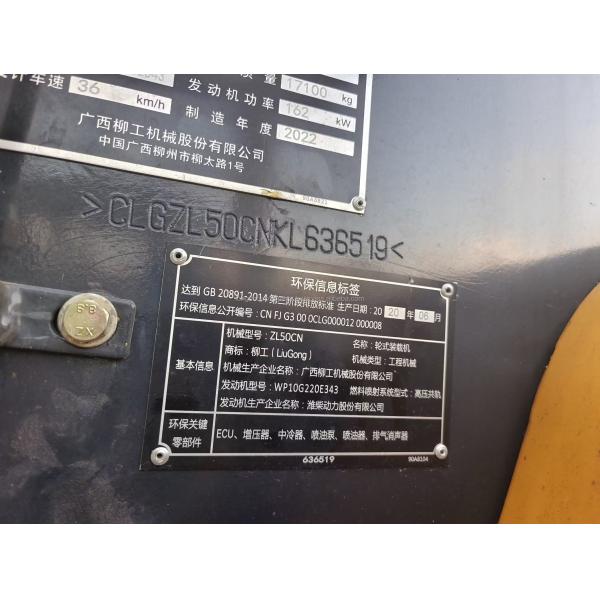 质量 17100 kg
计车速 36 km/h
发动机功率 162 kW
制造年度 2022
广西柳工机械股份有限公司
中国广西柳州市柳太路1号
90A0832
>CLGZL50CNKL636519<
环保信息标签
达到 GB 20891-2014 第三阶段排放标准 生产日期: 20 20 年 06 月
环保信息公开编号: CN FJ G3 00 0CLG000012 000008
基本信息
机械型号: ZL50CN 名称: 轮式装载机
商标: 柳工 (LiuGong) 机械类型: 工程机械
机械生产企业名称: 广西柳工机械股份有限公司
发动机型号: WP10G220E343 燃料喷射系统型式: 高压共轨
发动机生产企业名称: 潍柴动力股份有限公司
环保关键
零部件
ECU、增压器、中冷器、喷油泵、喷油器、排气消声器
636519
90A8104
8.8
ZX